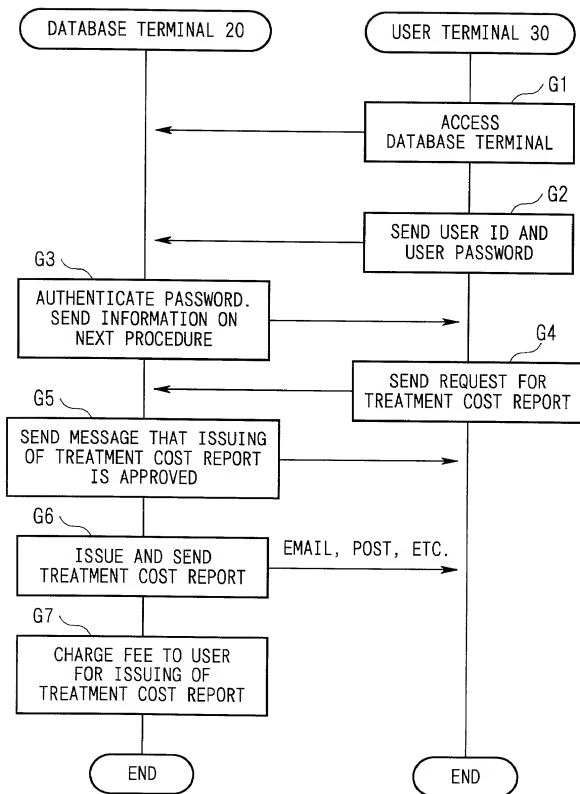 DATABASE TERMINAL 20
USER TERMINAL 30
G1
ACCESS
DATABASE TERMINAL
G2
SEND USER ID AND
USER PASSWORD
G3
AUTHENTICATE PASSWORD.
SEND INFORMATION ON
NEXT PROCEDURE
G4
SEND REQUEST FOR
TREATMENT COST REPORT
G5
SEND MESSAGE THAT ISSUING
OF TREATMENT COST REPORT
IS APPROVED
G6
ISSUE AND SEND
TREATMENT COST REPORT
EMAIL, POST, ETC.
G7
CHARGE FEE TO USER
FOR ISSUING OF
TREATMENT COST REPORT
END
END